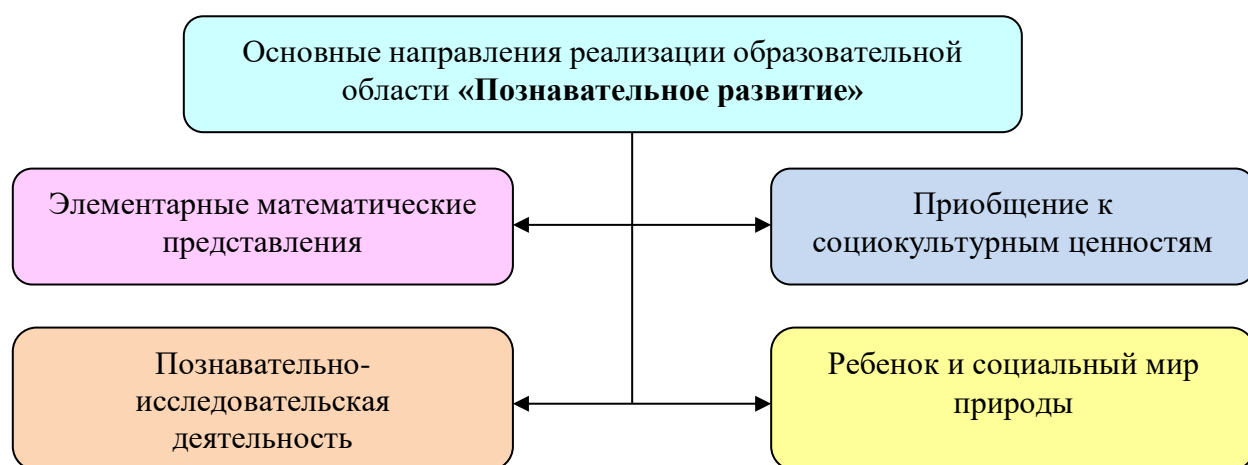 Основные направления реализации образовательной
области «Познавательное развитие»
Элементарные математические
представления
Приобщение к
социокультурным ценностям
Познавательно-
исследовательская
деятельность
Ребенок и социальный мир
природы